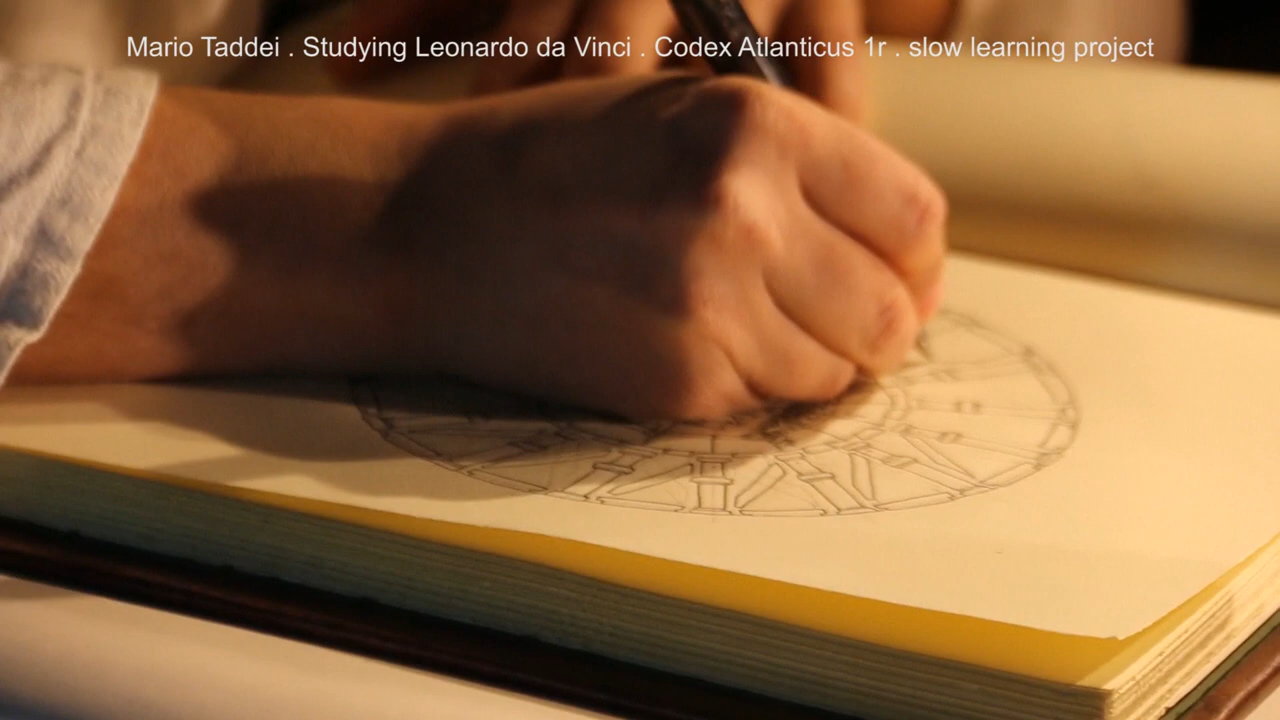 Mario Taddei . Studying Leonardo da Vinci . Codex Atlanticus 1r . slow learning project